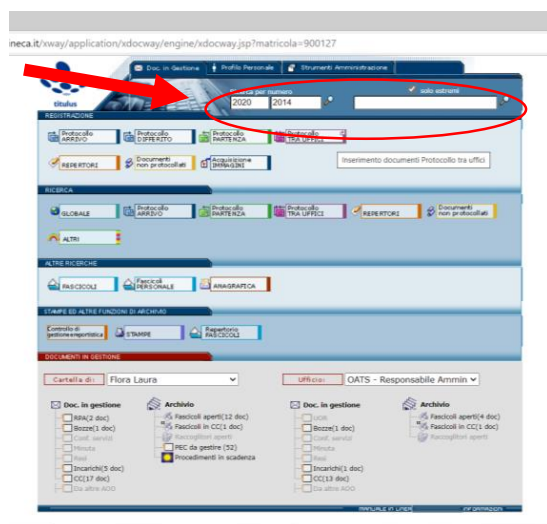 neca.it/xway/application/xdocway/engine/xdocway.jsp?matricola=900127
Doc. in Gestione Profilo Personale Strumenti Amministrazione
per numero solo estremi
2020 2014
titulus
REGISTRAZIONE
Protocollo ARRIVO Protocollo DIFFERITO Protocollo PARTENZA Protocollo TRA UFFICI
REPERTORI Documenti non protocollati Acquisizione IMMAGINI Inserimento documenti Protocollo tra uffici
RICERCA
GLOBALE Protocollo ARRIVO Protocollo PARTENZA Protocollo TRA UFFICI REPERTORI Documenti non protocollati
ALTRI
ALTRE RICERCHE
FASCICOLI Fascicoli PERSONALE ANAGRAFICA
STAMPE ED ALTRE FUNZIONI DI ARCHIVIO
Controllo di gestione emportistica STAMPE Repertorio FASCICOLI
DOCUMENTI IN GESTIONE
Cartella di: Flora Laura Ufficio: OATS - Responsabile Ammin
Doc. in gestione Archivio Doc. in gestione Archivio
RPA(2 doc) Fascicoli aperti(12 doc) UOR Fascicoli aperti(4 doc)
Bozze(1 doc) Fascicoli in CC(1 doc) Bozze(1 doc) Fascicoli in CC(1 doc)
Conf. servizi Raccoglitori aperti Conf. servizi Raccoglitori aperti
Minuta PEC da gestire (52) Minuta
Resi Procedimenti in scadenza Resi
Incarichi(5 doc) Incarichi(1 doc)
CC(17 doc) CC(13 doc)
Da altre AOO Da altre AOO
MANUALE IN LINEA INFORMAZIONI